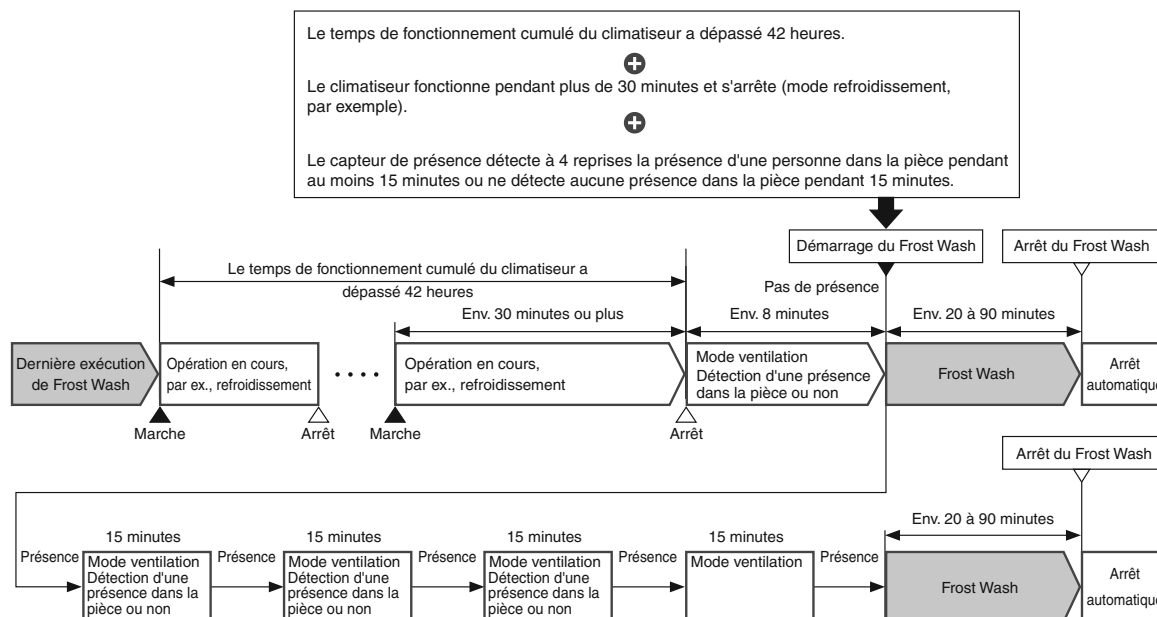 Le temps de fonctionnement cumulé du climatiseur a dépassé 42 heures.
Le climatiseur fonctionne pendant plus de 30 minutes et s'arrête (mode refroidissement,
par exemple).
Le capteur de présence détecte à 4 reprises la présence d'une personne dans la pièce pendant
au moins 15 minutes ou ne détecte aucune présence dans la pièce pendant 15 minutes.
Démarrage du Frost Wash
Arrêt du Frost Wash
Le temps de fonctionnement cumulé du climatiseur a
dépassé 42 heures
Pas de présence
Env. 30 minutes ou plus
Env. 8 minutes
Env. 20 à 90 minutes
Dernière exécution
de Frost Wash
Opération en cours,
par ex., refroidissement
Opération en cours,
par ex., refroidissement
Mode ventilation
Détection d'une présence
dans la pièce ou non
Frost Wash
Arrêt
automatique
Marche
Arrêt
Marche
Arrêt
Arrêt du Frost Wash
Env. 20 à 90 minutes
15 minutes
15 minutes
15 minutes
15 minutes
Présence
Mode ventilation
Détection d'une
présence dans la
pièce ou non
Présence
Mode ventilation
Détection d'une
présence dans la
pièce ou non
Présence
Mode ventilation
Détection d'une
présence dans la
pièce ou non
Présence
Mode ventilation
Présence
Frost Wash
Arrêt
automatique